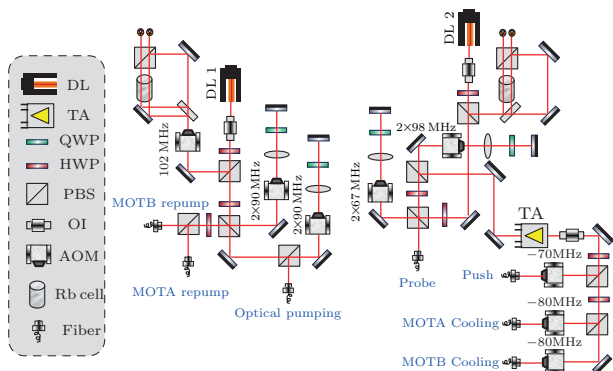 DL
TA
QWP
HWP
PBS
OI
AOM
Rb cell
Fiber
DL 1
102 MHz
2×90 MHz
2×90 MHz
MOTB repump
MOTA repump
Optical pumping
DL 2
2×98 MHz
2×67 MHz
Probe
TA
−70MHz
Push
−80MHz
MOTA Cooling
−80MHz
MOTB Cooling